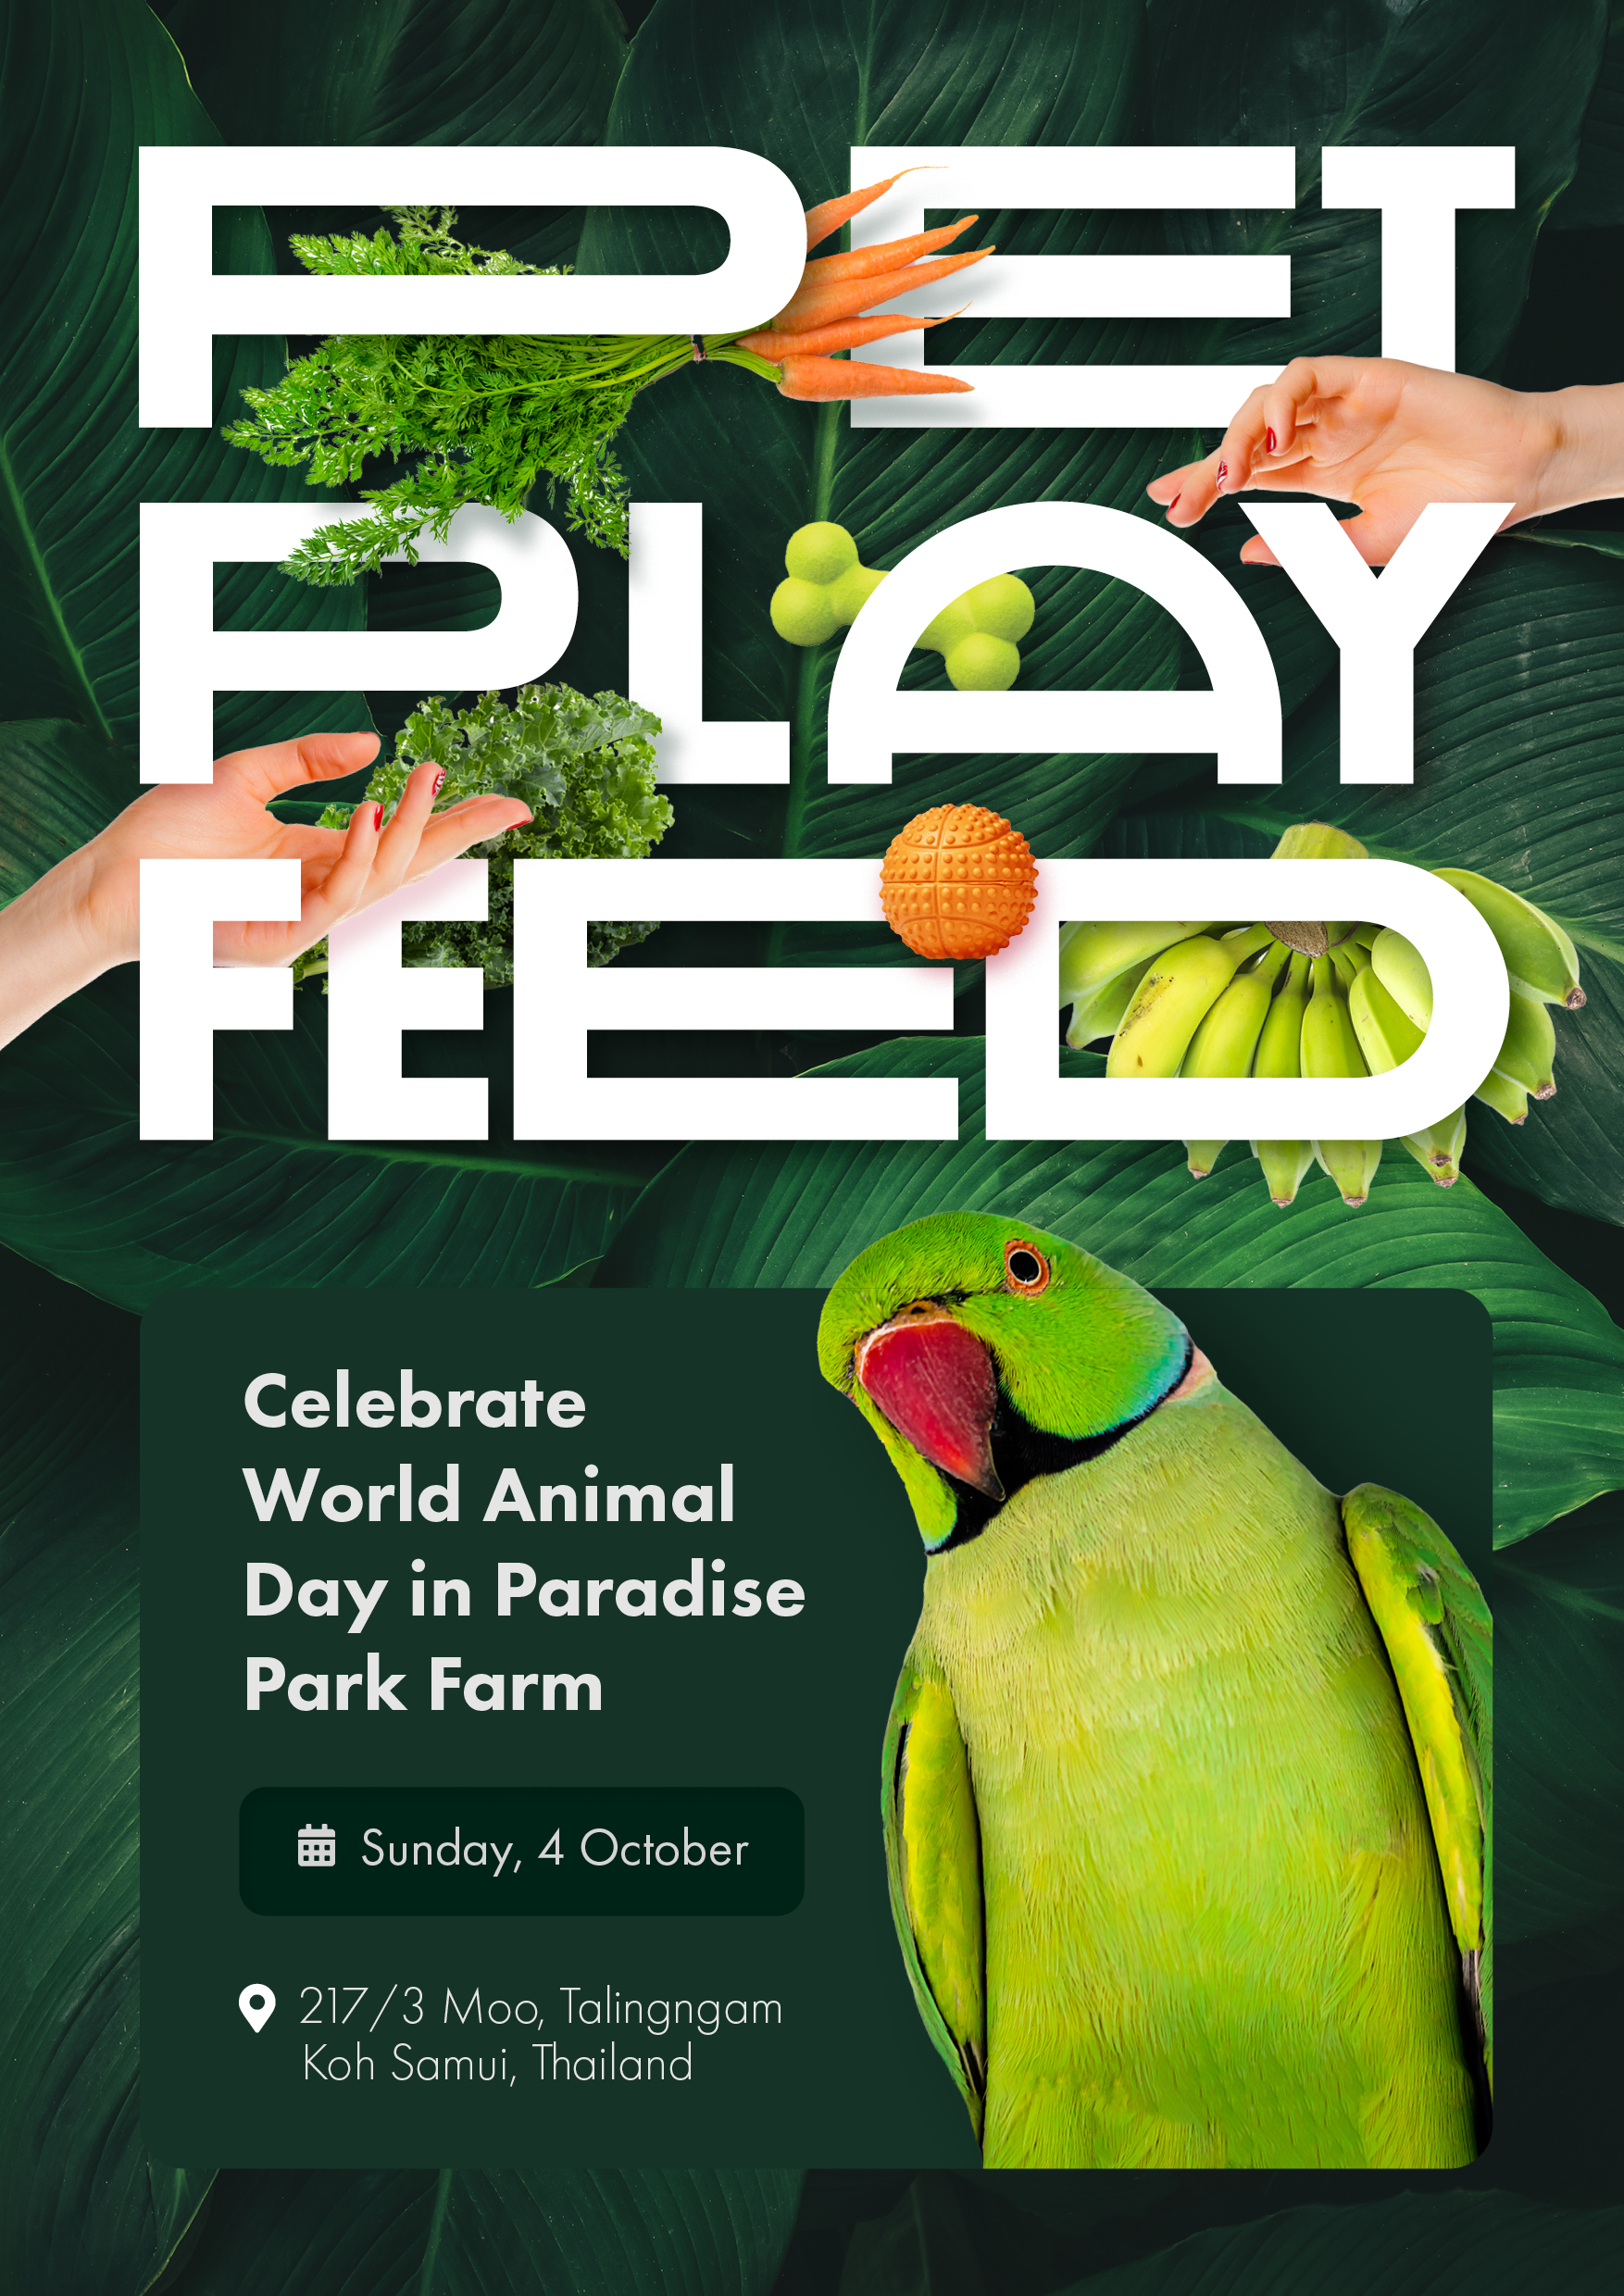 PET
PLAY
FEED
Celebrate
World Animal
Day in Paradise
Park Farm
Sunday, 4 October
217/3 Moo, Talingngam
Koh Samui, Thailand